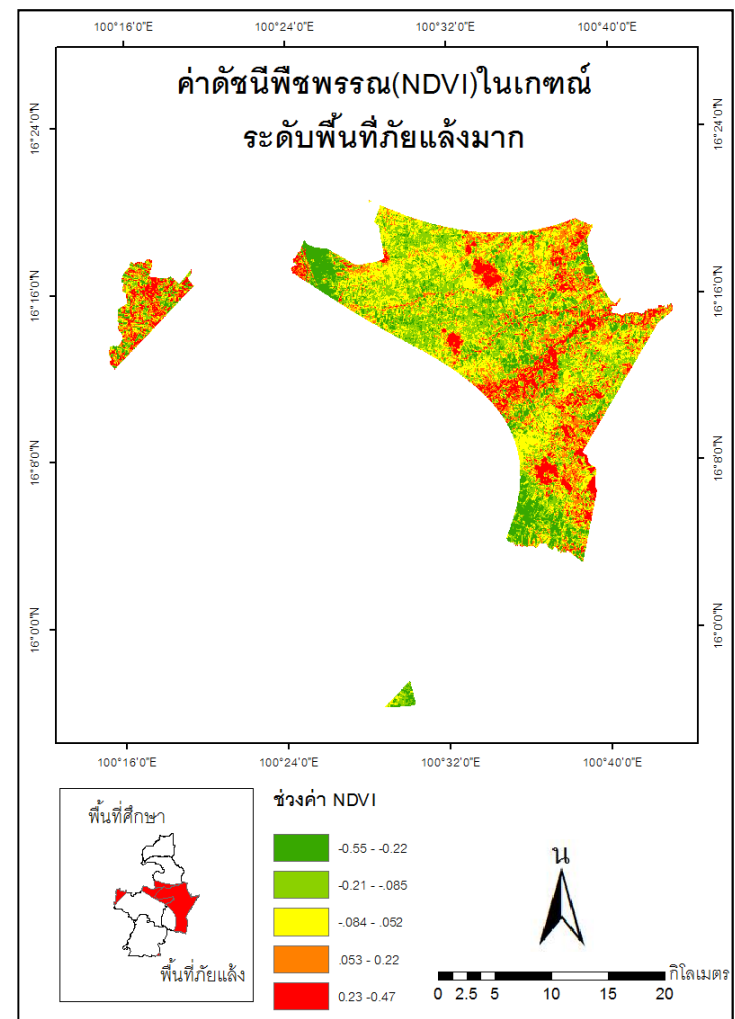 100°16'0"E 100°24'0"E 100°32'0"E 100°40'0"E
ค่าดัชนีพืชพรรณ(NDVI)ในเกฑณ์
ระดับพื้นที่ภัยแล้งมาก
16°24'0"N 16°24'0"N
16°16'0"N 16°16'0"N
16°8'0"N 16°8'0"N
16°0'0"N 16°0'0"N
100°16'0"E 100°24'0"E 100°32'0"E 100°40'0"E
พื้นที่ศึกษา
พื้นที่ภัยแล้ง
ช่วงค่า NDVI
-0.55 - -0.22
-0.21 - -.085
-.084 - .052
.053 - 0.22
0.23 -0.47
น
กิโลเมตร
0 2.5 5 10 15 20